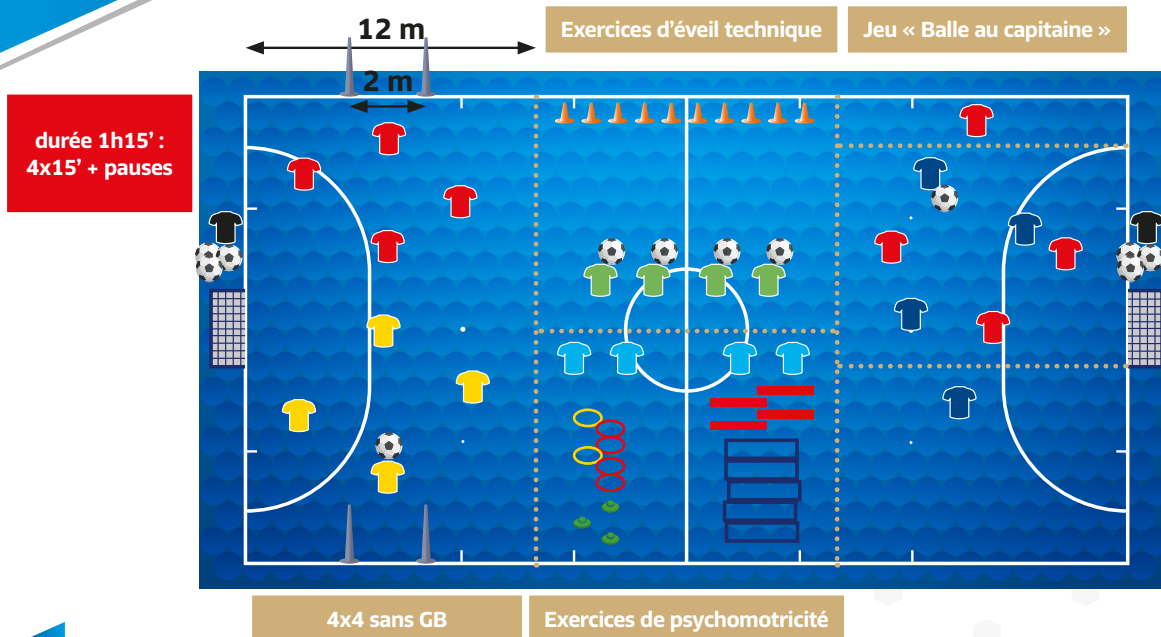 12 m
Exercices d'éveil technique
Jeu « Balle au capitaine »
2 m
durée 1h15’ :
4x15’ + pauses
4x4 sans GB
Exercices de psychomotricité